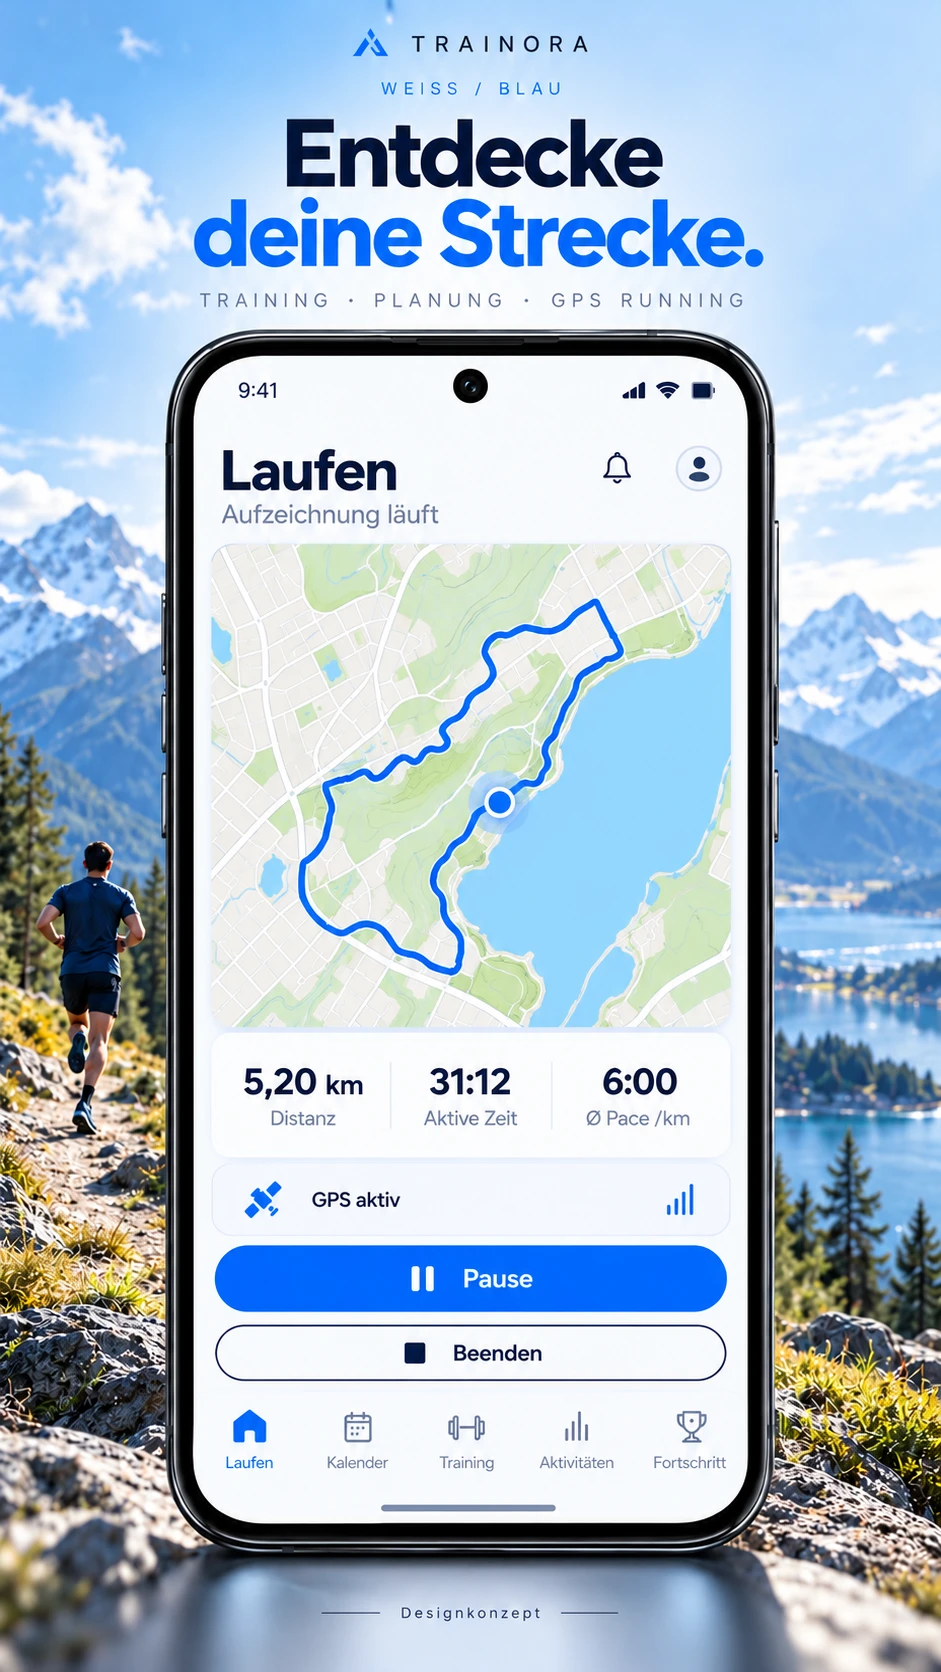 TRAINORA
WEISS / BLAU
Entdecke
deine Strecke.
TRAINING · PLANUNG · GPS RUNNING
9:41
Laufen
Aufzeichnung läuft
5,20 km 31:12 6:00
Distanz Aktive Zeit Ø Pace /km
GPS aktiv
Pause
Beenden
Laufen Kalender Training Aktivitäten Fortschritt
Designkonzept